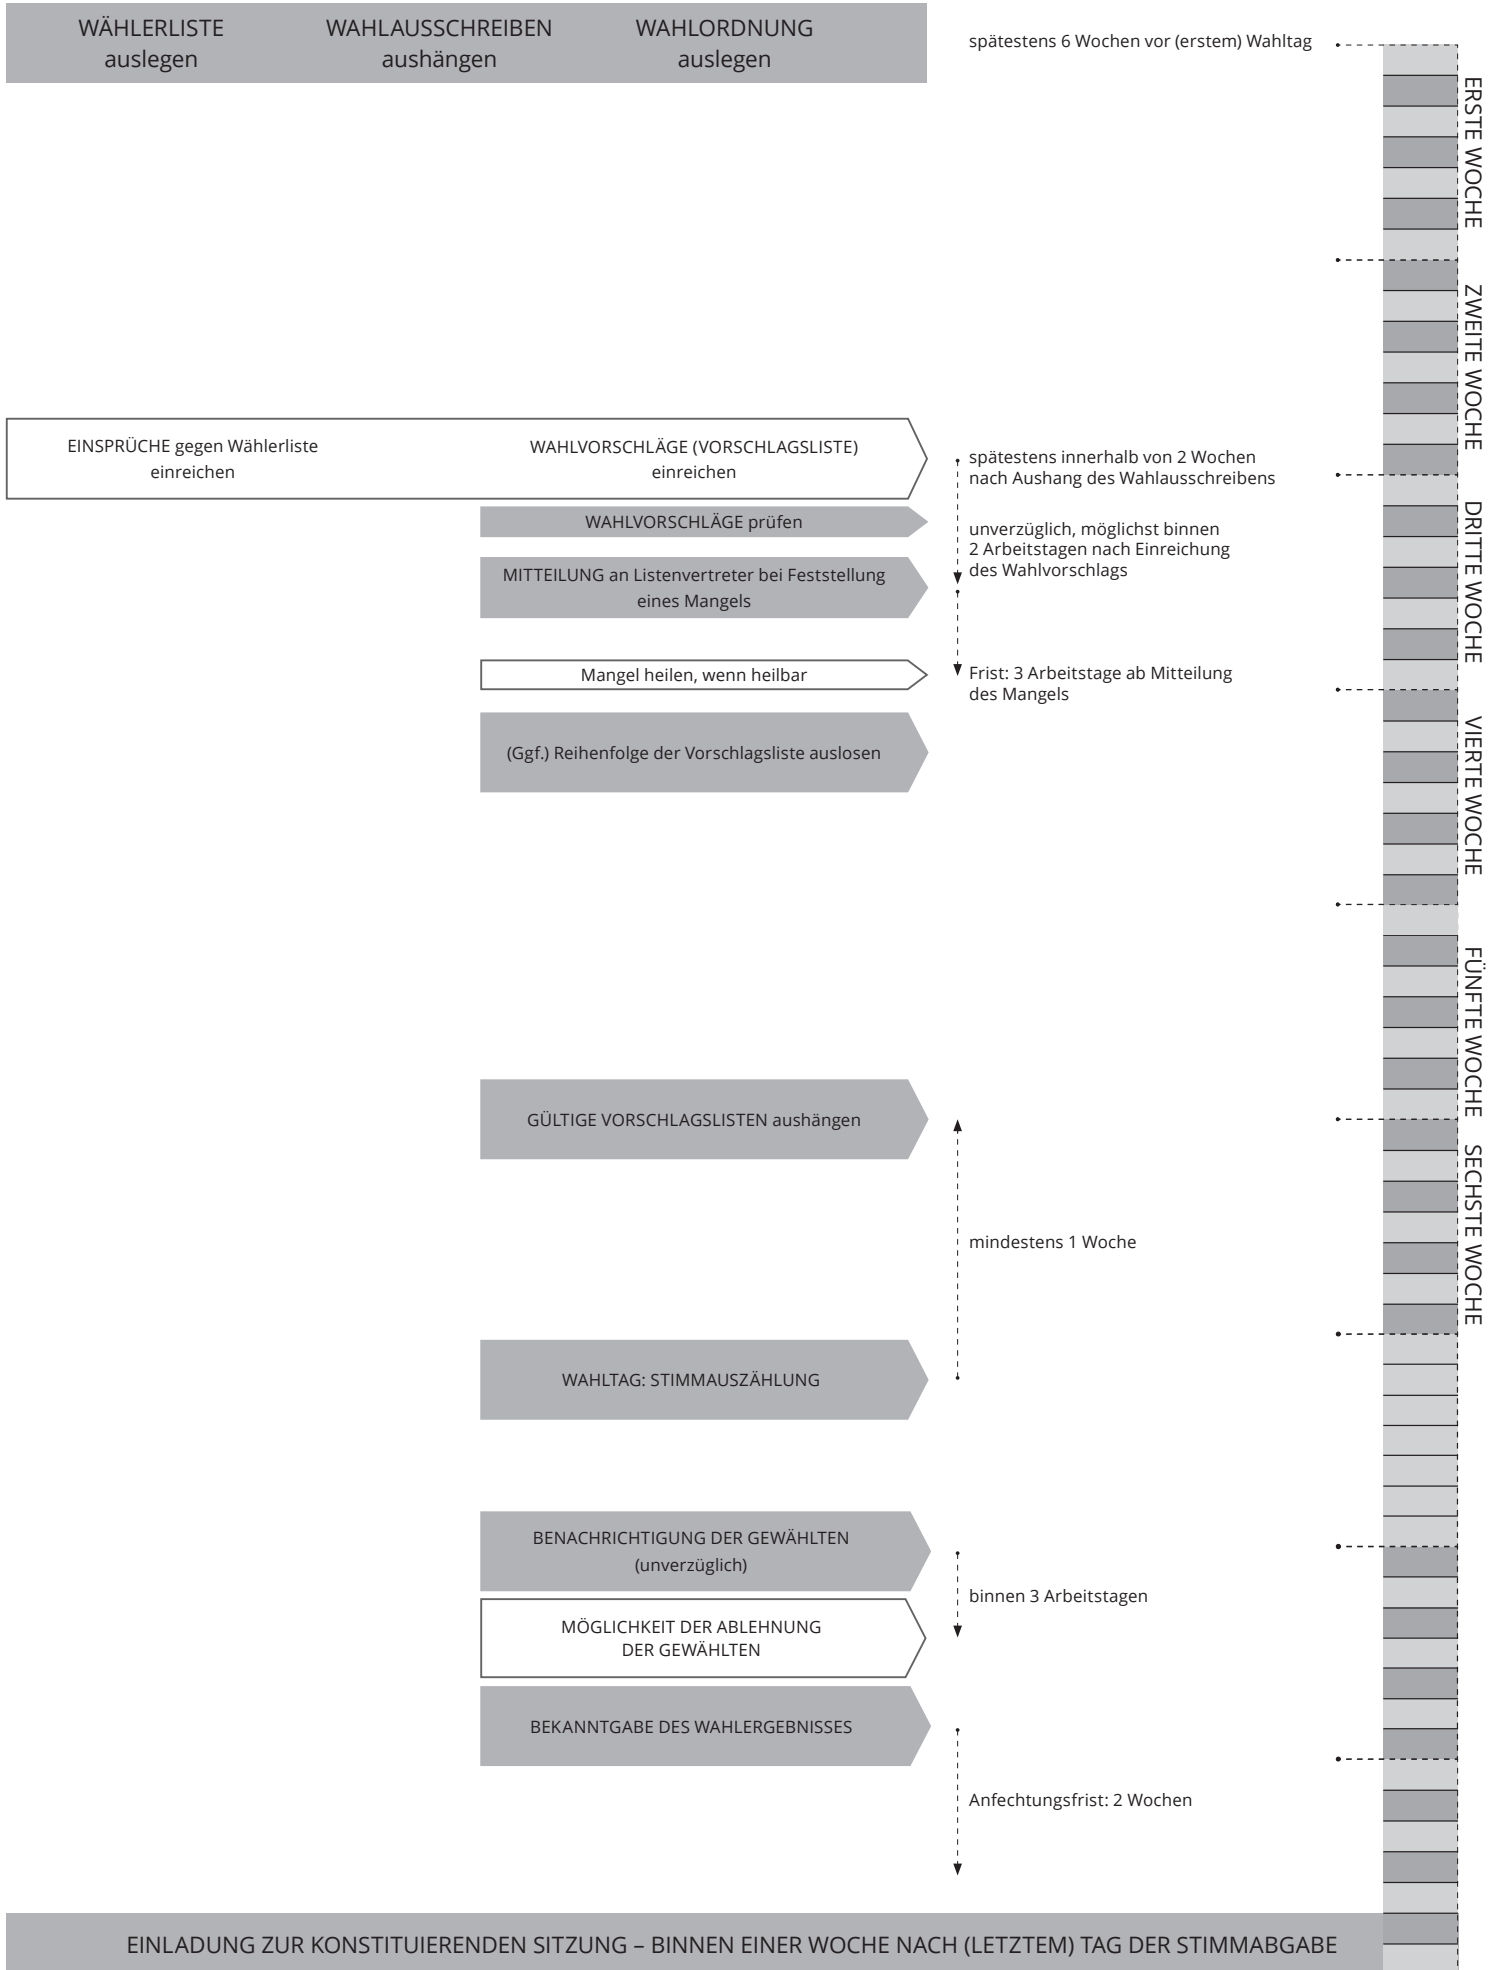 WÄHLERLISTE
auslegen
WAHLAUSSCHREIBEN
aushängen
WAHLORDNUNG
auslegen
spätestens 6 Wochen vor (erstem) Wahltag
ERSTE WOCHE
ZWEITE WOCHE
EINSPRÜCHE gegen Wählerliste
einreichen
WAHLVORSCHLÄGE (VORSCHLAGSLISTE)
einreichen
spätestens innerhalb von 2 Wochen
nach Aushang des Wahlausschreibens
WAHLVORSCHLÄGE prüfen
unverzüglich, möglichst binnen
2 Arbeitstagen nach Einreichung
des Wahlvorschlags
DRITTE WOCHE
MITTEILUNG an Listenvertreter bei Feststellung
eines Mangels
Mangel heilen, wenn heilbar
Frist: 3 Arbeitstage ab Mitteilung
des Mangels
(Ggf.) Reihenfolge der Vorschlagsliste auslosen
VIERTE WOCHE
FÜNFTE WOCHE
GÜLTIGE VORSCHLAGSLISTEN aushängen
mindestens 1 Woche
SECHSTE WOCHE
WAHLTAG: STIMMAUSZÄHLUNG
BENACHRICHTIGUNG DER GEWÄHLTEN
(unverzüglich)
binnen 3 Arbeitstagen
MÖGLICHKEIT DER ABLEHNUNG
DER GEWÄHLTEN
BEKANNTGABE DES WAHLERGEBNISSES
Anfechtungsfrist: 2 Wochen
EINLADUNG ZUR KONSTITUIERENDEN SITZUNG – BINNEN EINER WOCHE NACH (LETZTEM) TAG DER STIMMABGABE